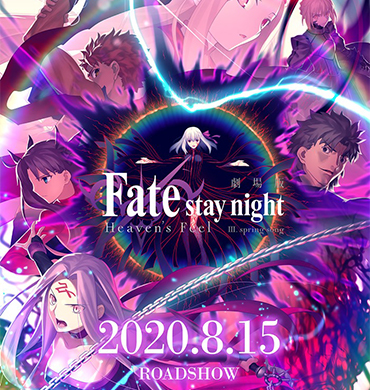 劇場版
Fate
stay night
Heaven's Feel
III. spring song
2020.8.15
ROADSHOW